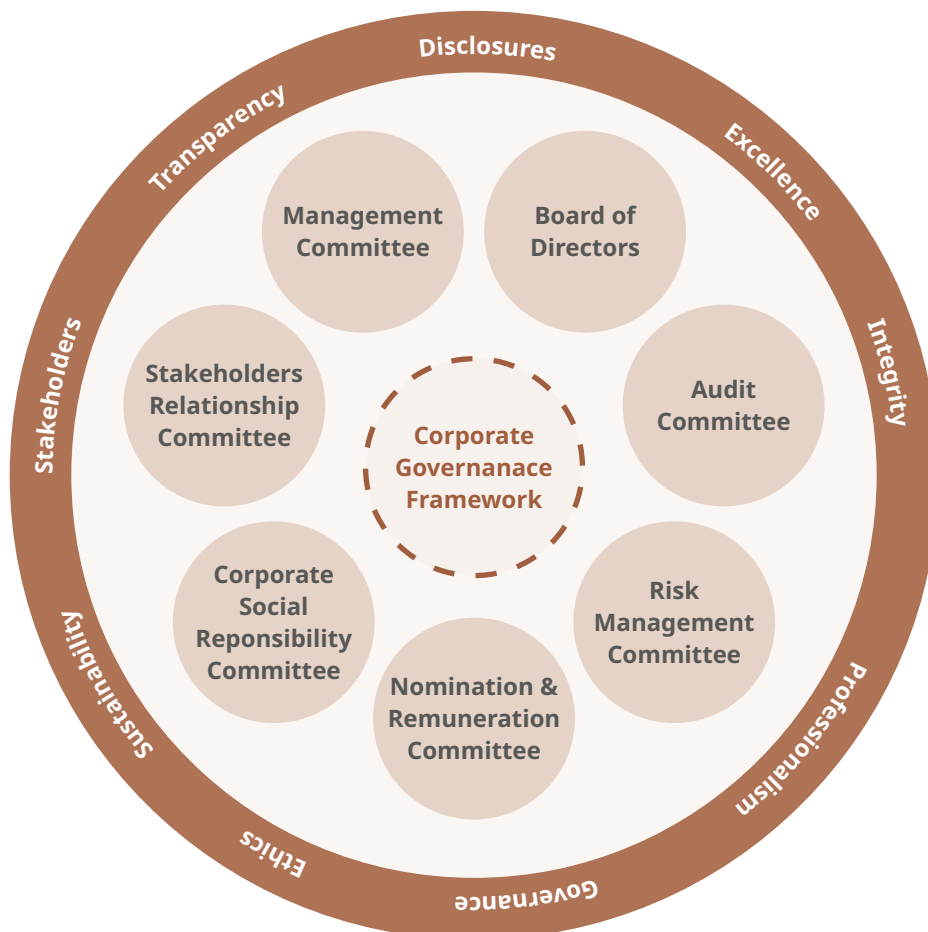 Disclosures
Excellence
Integrity
Professionalism
Governance
Ethics
Sustainability
Stakeholders
Transparency
Management
Committee
Board of
Directors
Stakeholders
Relationship
Committee
Audit
Committee
Corporate
Governanace
Framework
Corporate
Social
Reponsibility
Committee
Risk
Management
Committee
Nomination &
Remuneration
Committee